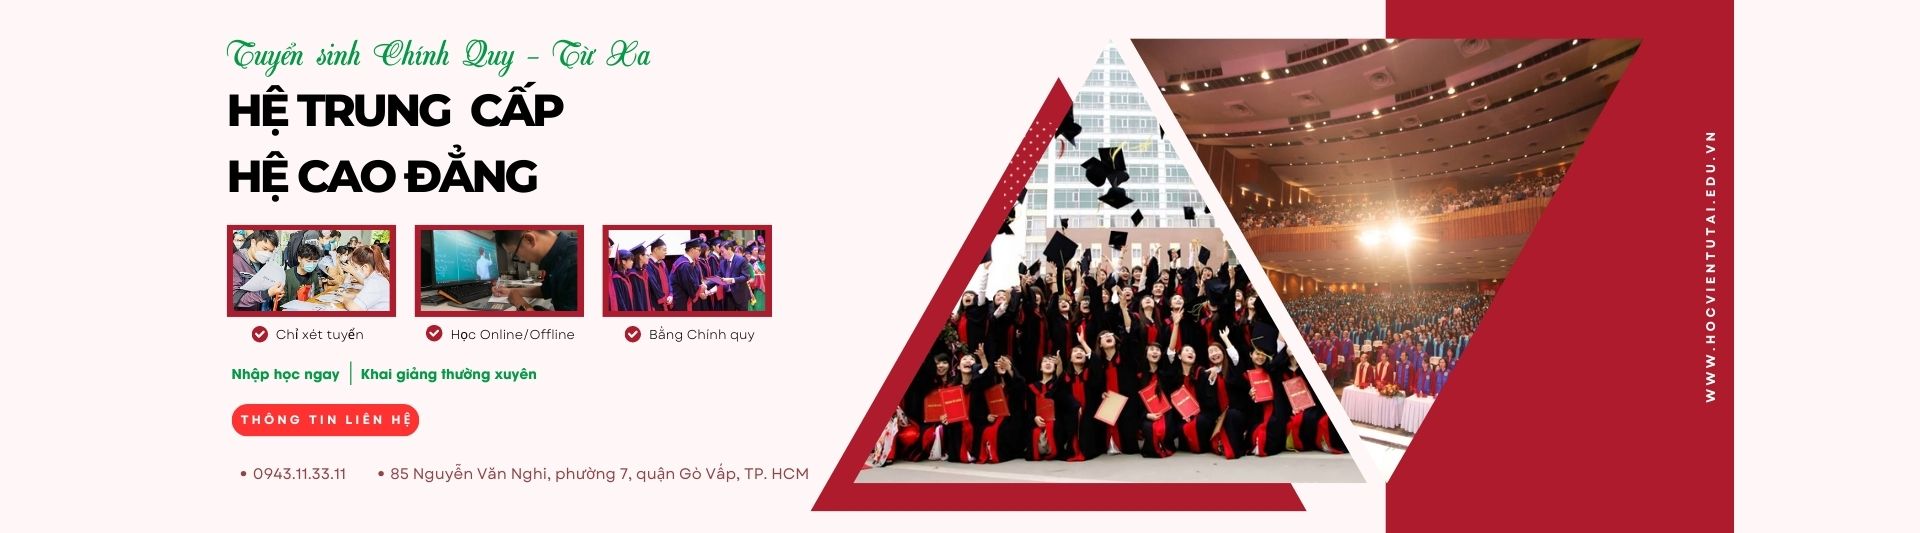 Tuyển sinh Chính Quy - Từ Xa
HỆ TRUNG CẤP
HỆ CAO ĐẲNG
Chỉ xét tuyển
Học Online/Offline
Bằng Chính quy
Nhập học ngay | Khai giảng thường xuyên
THÔNG TIN LIÊN HỆ
• 0943.11.33.11 • 85 Nguyễn Văn Nghi, phường 7, quận Gò Vấp, TP. HCM
WWW.HOCVIENTUTAI.EDU.VN